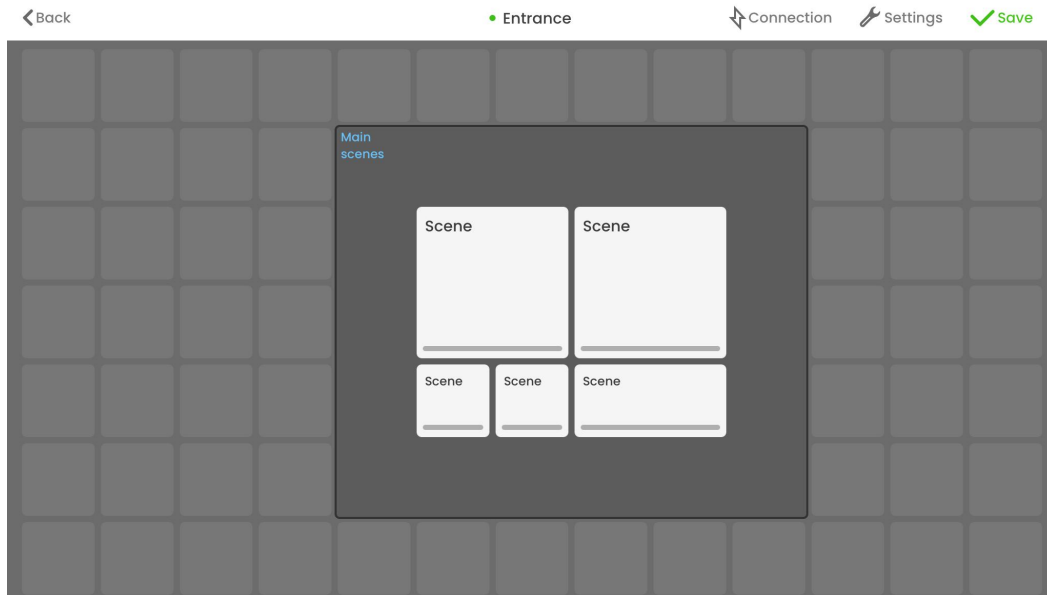 Back
Entrance
Connection
Settings
Save
Main
scenes
Scene
Scene
Scene
Scene
Scene